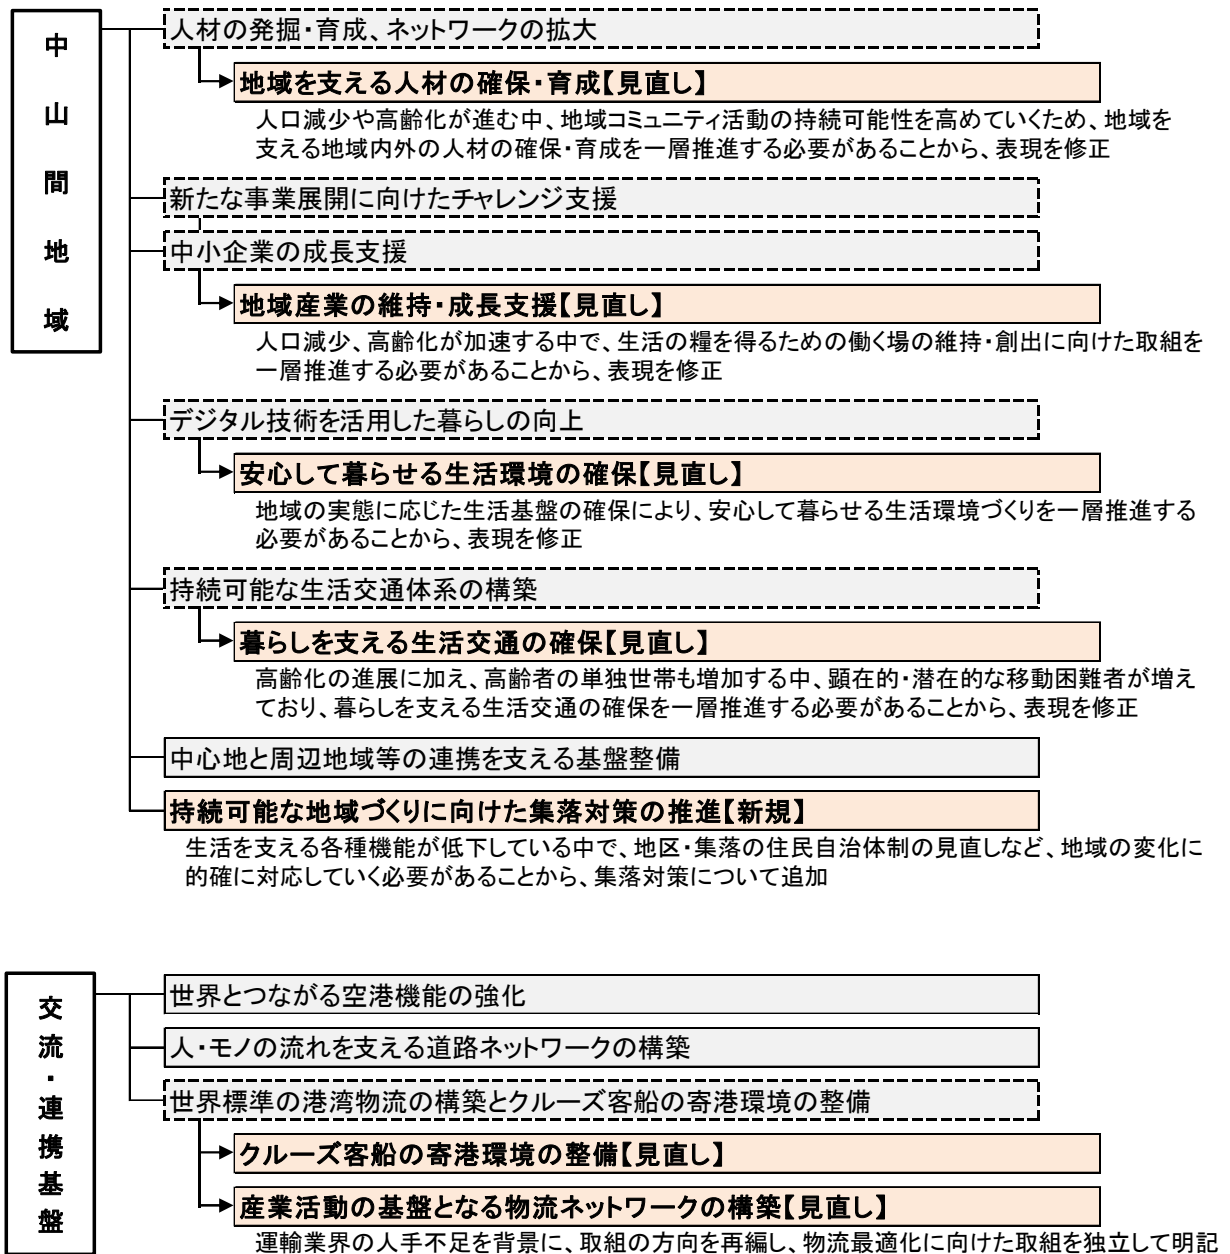 中山間地域
人材の発掘・育成、ネットワークの拡大
地域を支える人材の確保・育成【見直し】
人口減少や高齢化が進む中、地域コミュニティ活動の持続可能性を高めていくため、地域を
支える地域内外の人材の確保・育成を一層推進する必要があることから、表現を修正
新たな事業展開に向けたチャレンジ支援
中小企業の成長支援
地域産業の維持・成長支援【見直し】
人口減少、高齢化が加速する中で、生活の糧を得るための働く場の維持・創出に向けた取組を
一層推進する必要があることから、表現を修正
デジタル技術を活用した暮らしの向上
安心して暮らせる生活環境の確保【見直し】
地域の実態に応じた生活基盤の確保により、安心して暮らせる生活環境づくりを一層推進する
必要があることから、表現を修正
持続可能な生活交通体系の構築
暮らしを支える生活交通の確保【見直し】
高齢化の進展に加え、高齢者の単独世帯も増加する中、顕在的・潜在的な移動困難者が増え
ており、暮らしを支える生活交通の確保を一層推進する必要があることから、表現を修正
中心地と周辺地域等の連携を支える基盤整備
持続可能な地域づくりに向けた集落対策の推進【新規】
生活を支える各種機能が低下している中で、地区・集落の住民自治体制の見直しなど、地域の変化に
的確に対応していく必要があることから、集落対策について追加
交流・連携基盤
世界とつながる空港機能の強化
人・モノの流れを支える道路ネットワークの構築
世界標準の港湾物流の構築とクルーズ客船の寄港環境の整備
クルーズ客船の寄港環境の整備【見直し】
産業活動の基盤となる物流ネットワークの構築【見直し】
運輸業界の人手不足を背景に、取組の方向を再編し、物流最適化に向けた取組を独立して明記